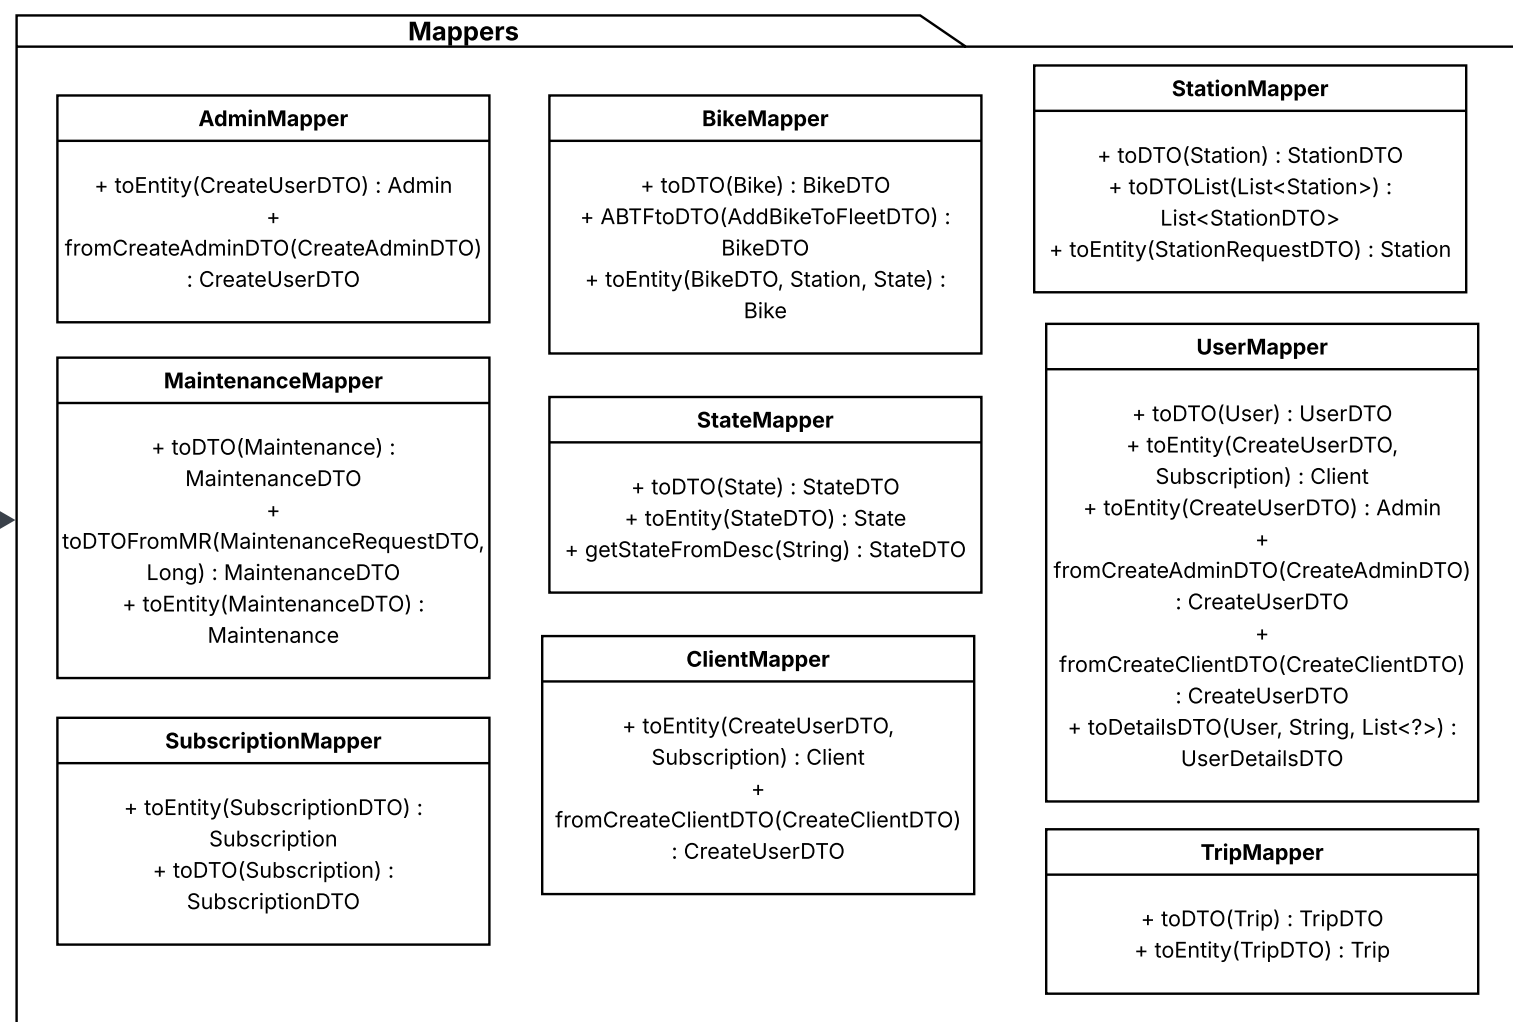 Mappers
AdminMapper
+ toEntity(CreateUserDTO) : Admin
+
fromCreateAdminDTO(CreateAdminDTO)
: CreateUserDTO
MaintenanceMapper
+ toDTO(Maintenance) :
MaintenanceDTO
+
toDTOFromMR(MaintenanceRequestDTO,
Long) : MaintenanceDTO
+ toEntity(MaintenanceDTO) :
Maintenance
SubscriptionMapper
+ toEntity(SubscriptionDTO) :
Subscription
+ toDTO(Subscription) :
SubscriptionDTO
BikeMapper
+ toDTO(Bike) : BikeDTO
+ ABTFtoDTO(AddBikeToFleetDTO) :
BikeDTO
+ toEntity(BikeDTO, Station, State) :
Bike
StateMapper
+ toDTO(State) : StateDTO
+ toEntity(StateDTO) : State
+ getStateFromDesc(String) : StateDTO
ClientMapper
+ toEntity(CreateUserDTO,
Subscription) : Client
+
fromCreateClientDTO(CreateClientDTO)
: CreateUserDTO
StationMapper
+ toDTO(Station) : StationDTO
+ toDTOList(List<Station>) :
List<StationDTO>
+ toEntity(StationRequestDTO) : Station
UserMapper
+ toDTO(User) : UserDTO
+ toEntity(CreateUserDTO,
Subscription) : Client
+ toEntity(CreateUserDTO) : Admin
+
fromCreateAdminDTO(CreateAdminDTO)
: CreateUserDTO
+
fromCreateClientDTO(CreateClientDTO)
: CreateUserDTO
+ toDetailsDTO(User, String, List<?>) :
UserDetailsDTO
TripMapper
+ toDTO(Trip) : TripDTO
+ toEntity(TripDTO) : Trip